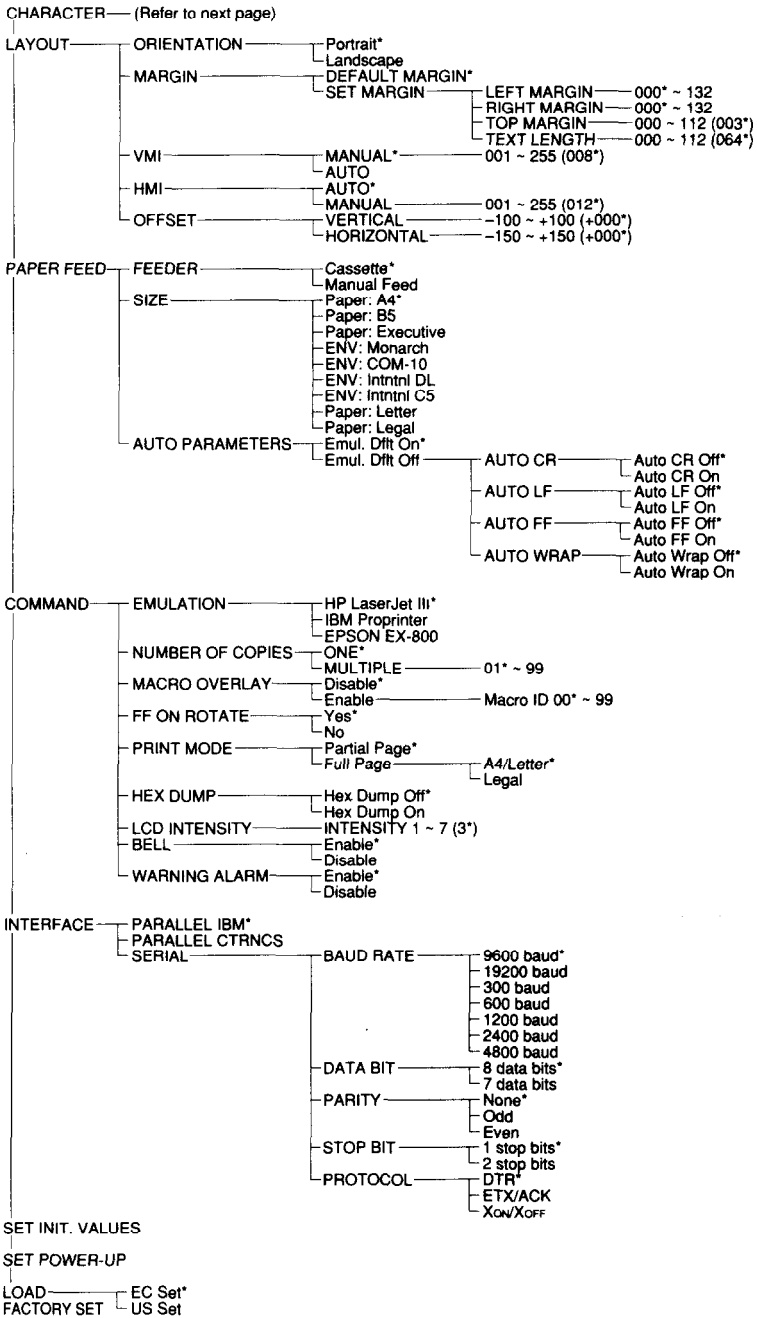 CHARACTER (Refer to next page)
LAYOUT ORIENTATION Portrait*
Landscape
MARGIN DEFAULT MARGIN*
SET MARGIN LEFT MARGIN 000* ~ 132
RIGHT MARGIN 000* ~ 132
TOP MARGIN 000 ~ 112 (003*)
TEXT LENGTH 000 ~ 112 (064*)
VMI MANUAL* 001 ~ 255 (008*)
AUTO
HMI AUTO*
MANUAL 001 ~ 255 (012*)
OFFSET VERTICAL –100 ~ +100 (+000*)
HORIZONTAL –150 ~ +150 (+000*)
PAPER FEED FEEDER Cassette*
Manual Feed
SIZE Paper: A4*
Paper: B5
Paper: Executive
ENV: Monarch
ENV: COM-10
ENV: Intntnl DL
ENV: Intntnl C5
Paper: Letter
Paper: Legal
AUTO PARAMETERS Emul. Dflt On*
Emul. Dflt Off AUTO CR Auto CR Off*
Auto CR On
AUTO LF Auto LF Off*
Auto LF On
AUTO FF Auto FF Off*
Auto FF On
AUTO WRAP Auto Wrap Off*
Auto Wrap On
COMMAND EMULATION HP LaserJet III*
IBM Proprinter
EPSON EX-800
NUMBER OF COPIES ONE*
MULTIPLE 01* ~ 99
MACRO OVERLAY Disable*
Enable Macro ID 00* ~ 99
FF ON ROTATE Yes*
No
PRINT MODE Partial Page*
Full Page A4/Letter*
Legal
HEX DUMP Hex Dump Off*
Hex Dump On
LCD INTENSITY INTENSITY 1 ~ 7 (3*)
BELL Enable*
Disable
WARNING ALARM Enable*
Disable
INTERFACE PARALLEL IBM*
PARALLEL CTRNCS
SERIAL BAUD RATE 9600 baud*
19200 baud
300 baud
600 baud
1200 baud
2400 baud
4800 baud
DATA BIT 8 data bits*
7 data bits
PARITY None*
Odd
Even
STOP BIT 1 stop bits*
2 stop bits
PROTOCOL DTR*
ETX/ACK
XON/XOFF
SET INIT. VALUES
SET POWER-UP
LOAD EC Set*
FACTORY SET US Set